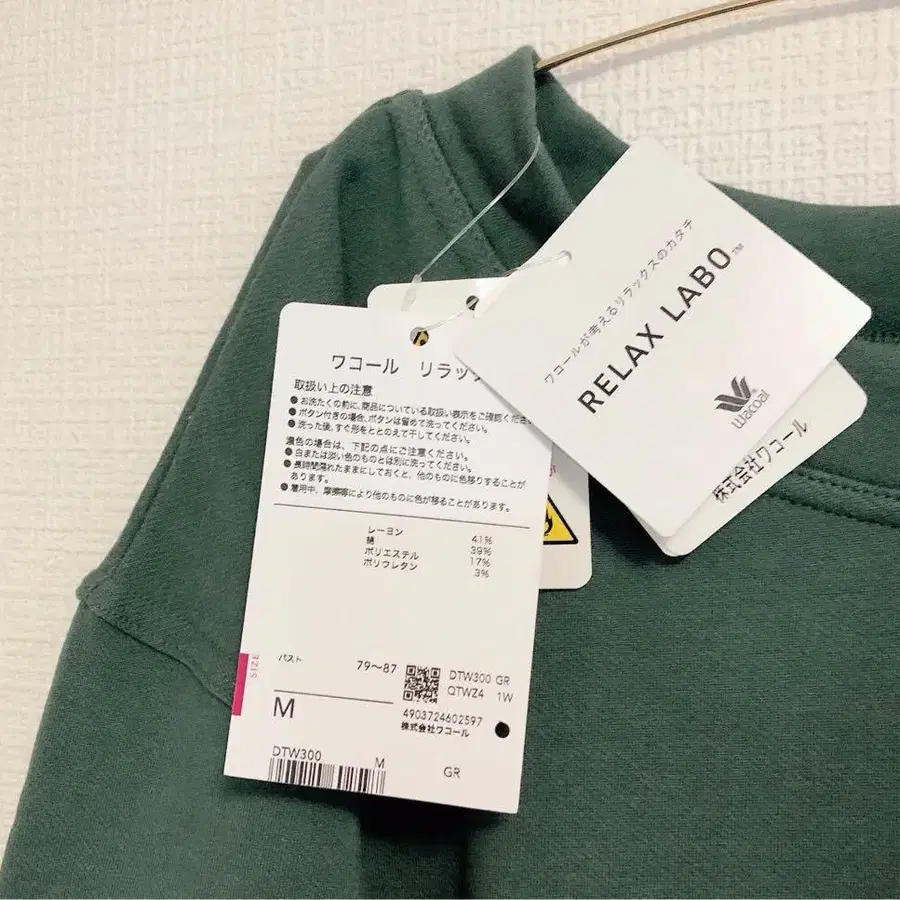 ワコールが考えるリラックスのカタチ
RELAX LABO™
wacoal
株式会社ワコール
ワコール リラック
取扱い上の注意
●お洗たくの前に、商品についている取扱い表示をご確認くださ
●ボタン付きの場合、ボタンは留めて洗ってください。
●洗った後、すぐ形をととのえて干してください。
濃色の場合は、下記の点にご注意ください。
●白または淡い色のものとは別に洗ってください。
●長時間濡れたままにしておくと、他のものに色移りすることが
あります。
●着用中、摩擦等により他のものに色が移ることがあります。
レーヨン 41%
綿 39%
ポリエステル 17%
ポリウレタン 3%
SIZE
バスト 79〜87
M
DTW300 GR
QTWZ4 1W
4903724602597
株式会社ワコール
DTW300 M GR